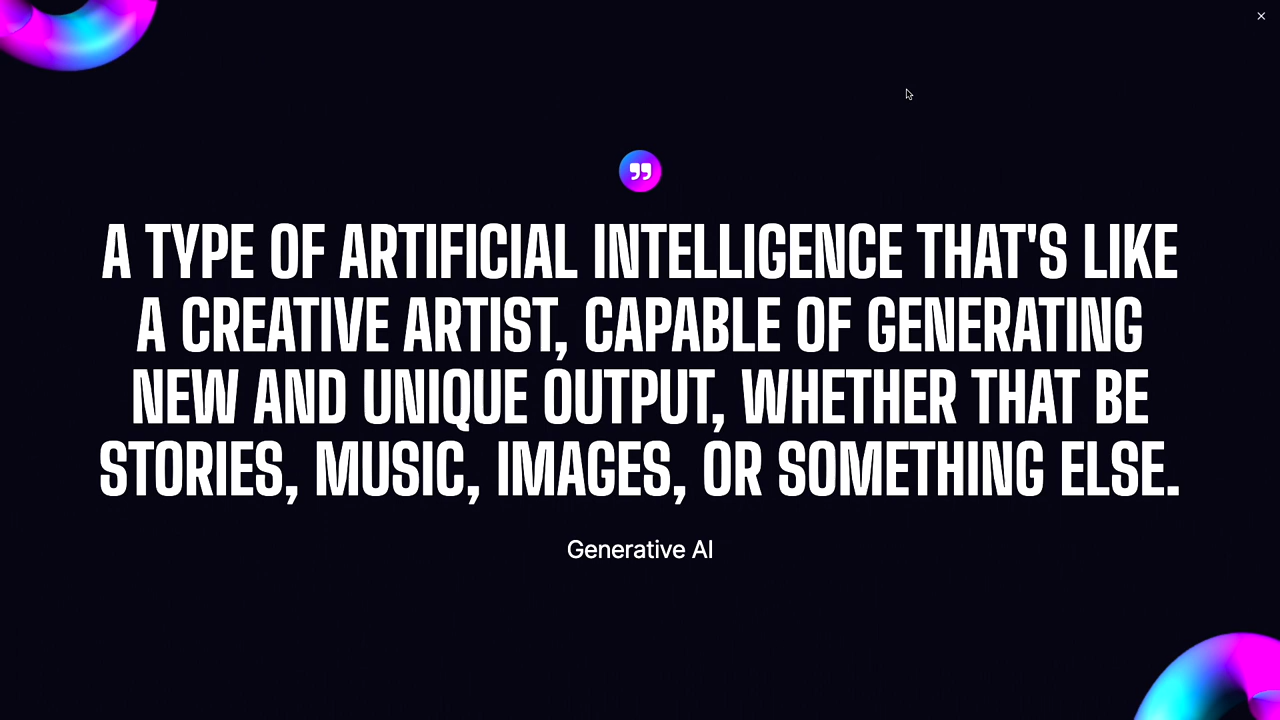 A TYPE OF ARTIFICIAL INTELLIGENCE THAT'S LIKE
A CREATIVE ARTIST, CAPABLE OF GENERATING
NEW AND UNIQUE OUTPUT, WHETHER THAT BE
STORIES, MUSIC, IMAGES, OR SOMETHING ELSE.
Generative AI